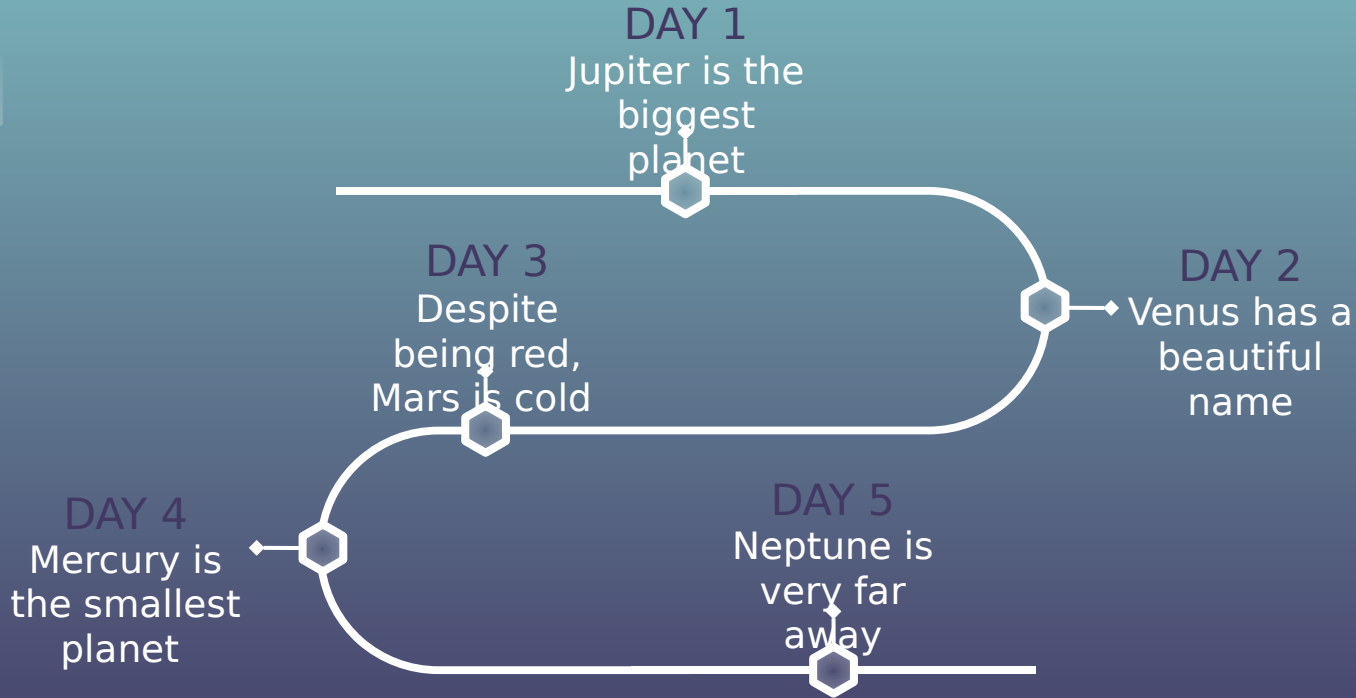 DAY 1
Jupiter is the
biggest
planet
DAY 2
Venus has a
beautiful
name
DAY 3
Despite
being red,
Mars is cold
DAY 4
Mercury is
the smallest
planet
DAY 5
Neptune is
very far
away